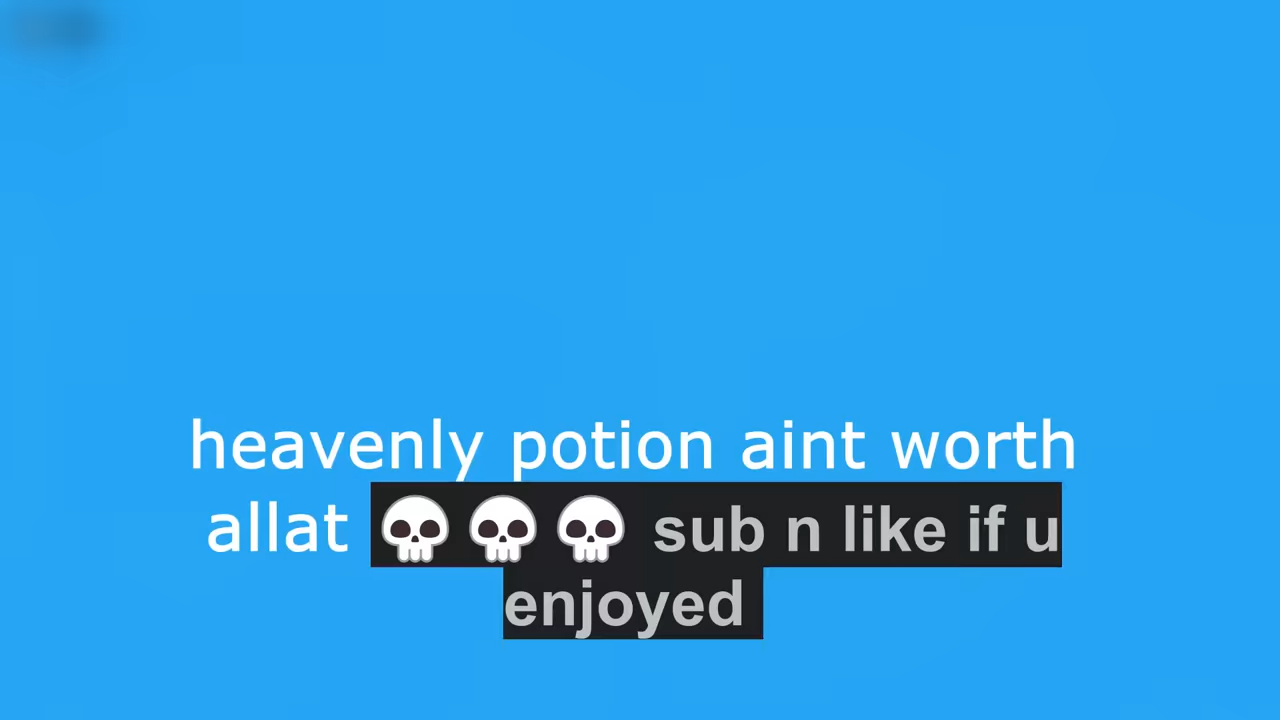 heavenly potion aint worth
allat 💀💀💀 sub n like if u
enjoyed